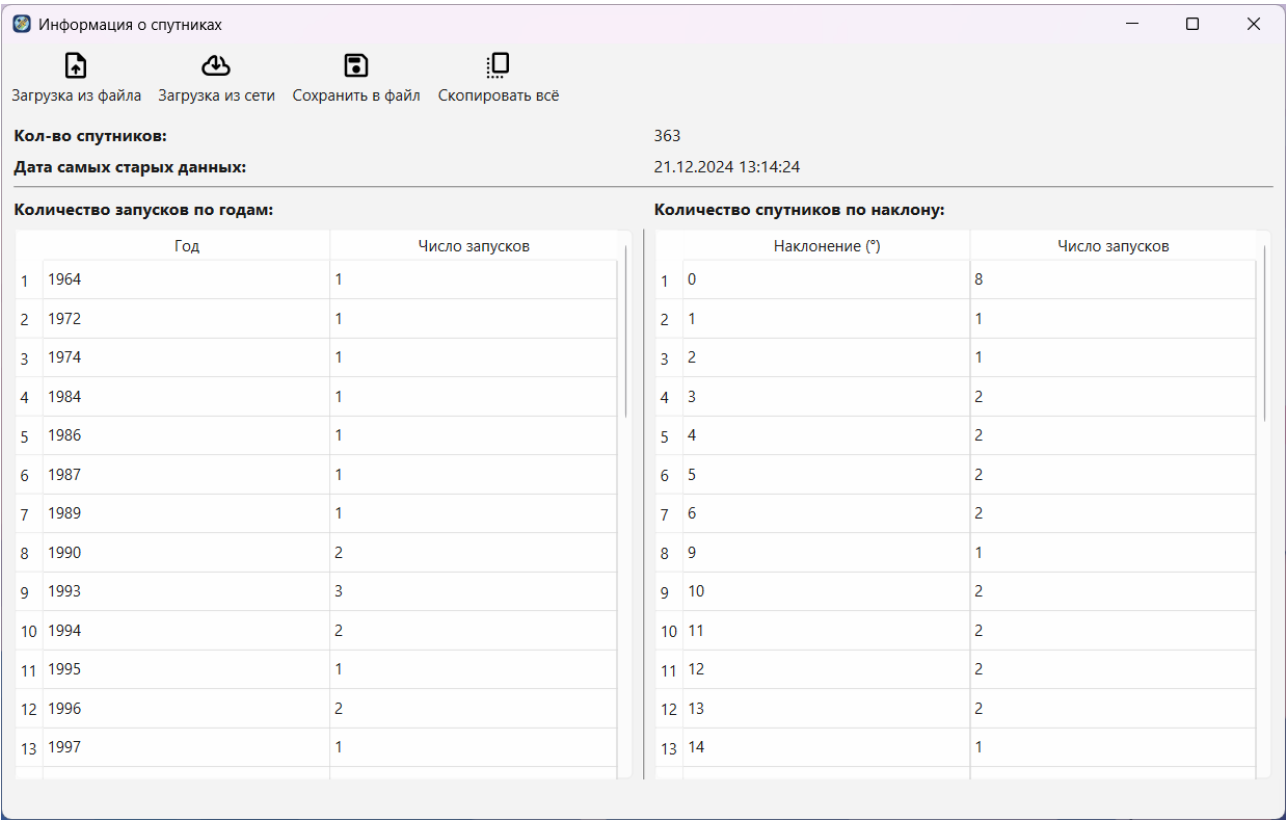 Информация о спутниках
Загрузка из файла Загрузка из сети Сохранить в файл Скопировать всё
Кол-во спутников: 363
Дата самых старых данных: 21.12.2024 13:14:24
Количество запусков по годам: Количество спутников по наклону:
Год Число запусков Наклонение (°) Число запусков
1 1964 1 1 0 8
2 1972 1 2 1 1
3 1974 1 3 2 1
4 1984 1 4 3 2
5 1986 1 5 4 2
6 1987 1 6 5 2
7 1989 1 7 6 2
8 1990 2 8 9 1
9 1993 3 9 10 2
10 1994 2 10 11 2
11 1995 1 11 12 2
12 1996 2 12 13 2
13 1997 1 13 14 1